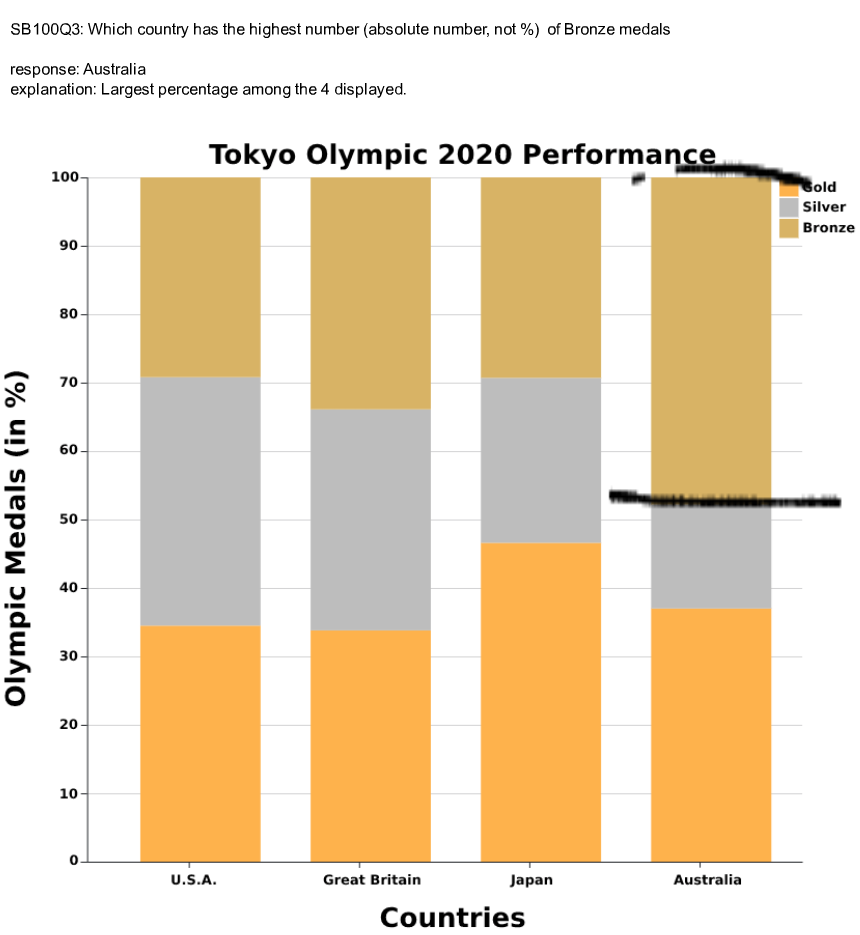 SB100Q3: Which country has the highest number (absolute number, not %)  of Bronze medals
response: Australia
explanation: Largest percentage among the 4 displayed.
Tokyo Olympic 2020 Performance
Gold
Silver
Bronze
100
90
80
70
60
50
40
30
20
10
0
Olympic Medals (in %)
U.S.A.
Great Britain
Japan
Australia
Countries